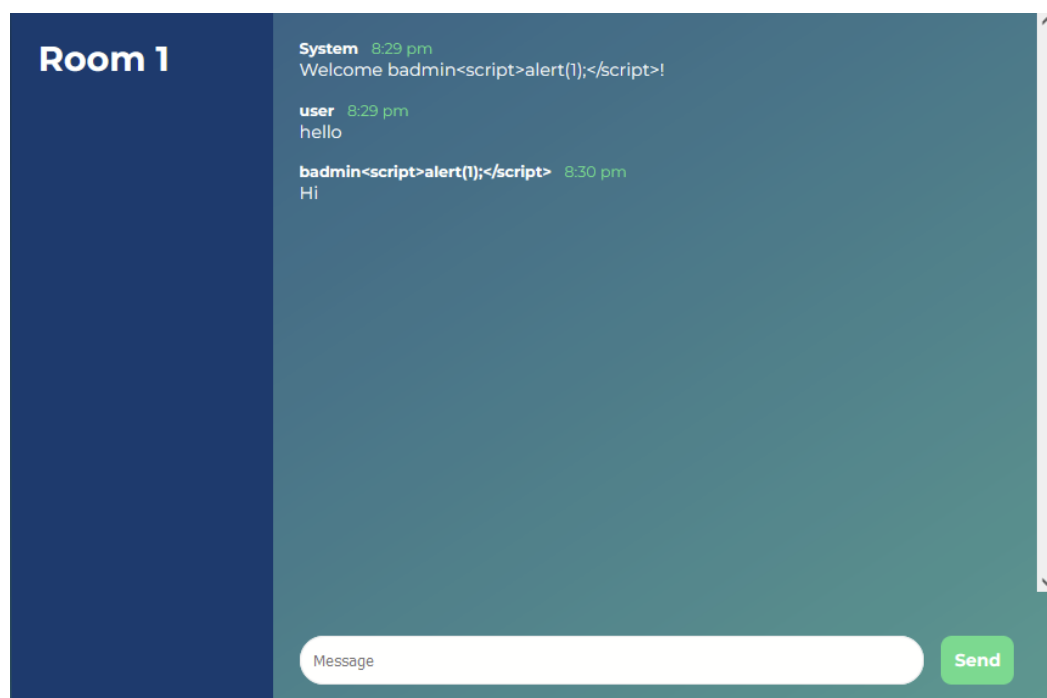 Room 1
System 8:29 pm
Welcome badmin<script>alert(1);</script>!
user 8:29 pm
hello
badmin<script>alert(1);</script> 8:30 pm
Hi
Message
Send